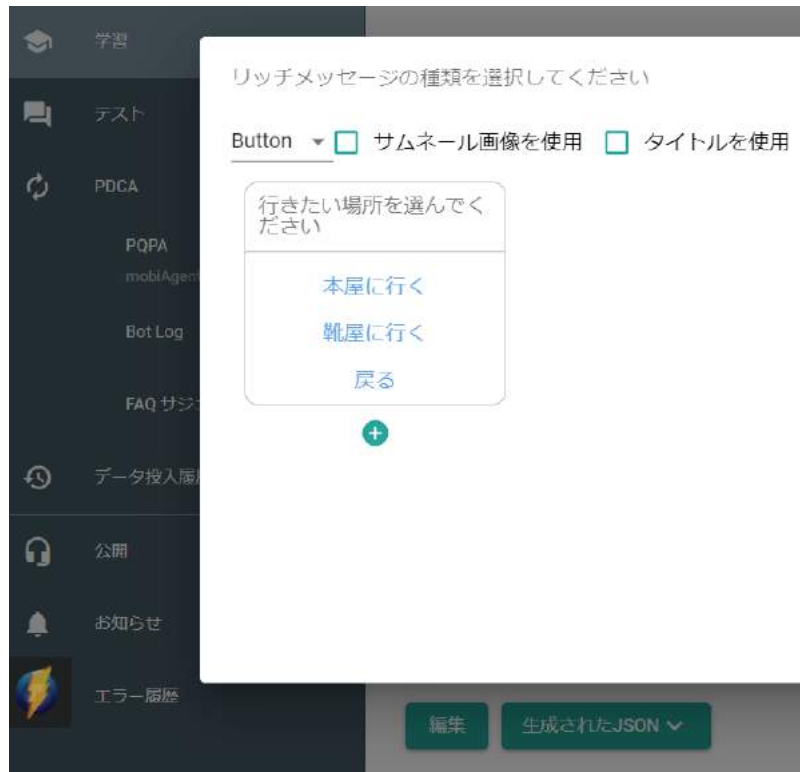 学習
リッチメッセージの種類を選択してください
テスト
Button サムネール画像を使用 タイトルを使用
PDCA
行きたい場所を選んでく
ださい
PQPA
mobiAgent
本屋に行く
Bot Log
靴屋に行く
戻る
FAQ サジ
データ投入履
公開
お知らせ
エラー履歴
編集 生成されたJSON